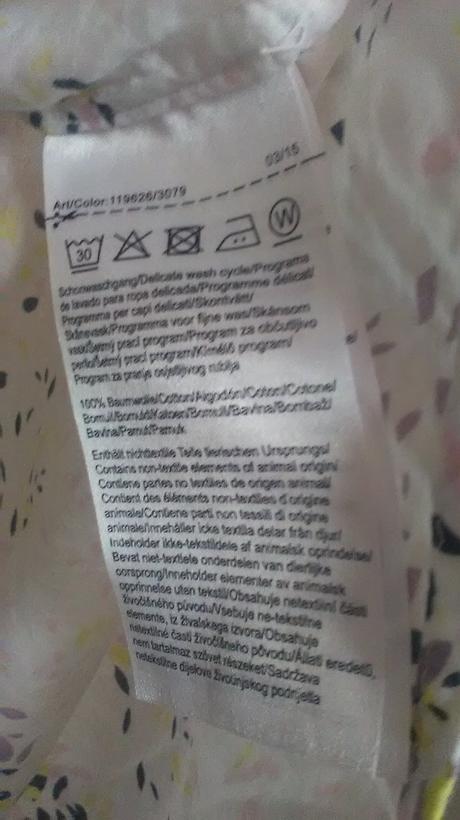 03/15
Art/Color: 119626/3079
30
W
Schonwaschgang/Delicate wash cycle/Programa
de lavado para ropa delicada/Programme délicat/
Programma per capi delicati/Skontvätt/
Skånevask/Programma voor fijne was/Skånsom
vask/Šetrný prací program/Program za občutljivo
perilo/Šetrný prací program/Kímélő program/
Program za pranje osjetljivog rublja
100% Baumwolle/Cotton/Algodón/Coton/Cotone/
Bomull/Bomuld/Katoen/Bomull/Bavlna/Bombaž/
Bavlna/Pamut/Pamuk
Enthält nichttextile Teile tierischen Ursprungs/
Contains non-textile elements of animal origin/
Contiene partes no textiles de origen animal/
Contient des éléments non-textiles d'origine
animale/Contiene parti non tessili di origine
animale/Innehåller icke textila delar från djur/
Indeholder ikke-tekstildele af animalsk oprindelse/
Bevat niet-textiele onderdelen van dierlijke
oorsprong/Inneholder elementer av animalsk
opprinnelse uten tekstil/Obsahuje netextilní části
živočišného původu/Vsebuje ne-tekstilne
elemente, iz živalskega izvora/Obsahuje
netextilné časti živočíšneho pôvodu/Állati eredetű,
nem tartalmaz szövet részeket/Sadržava
netekstilne dijelove životinjskog podrijetla